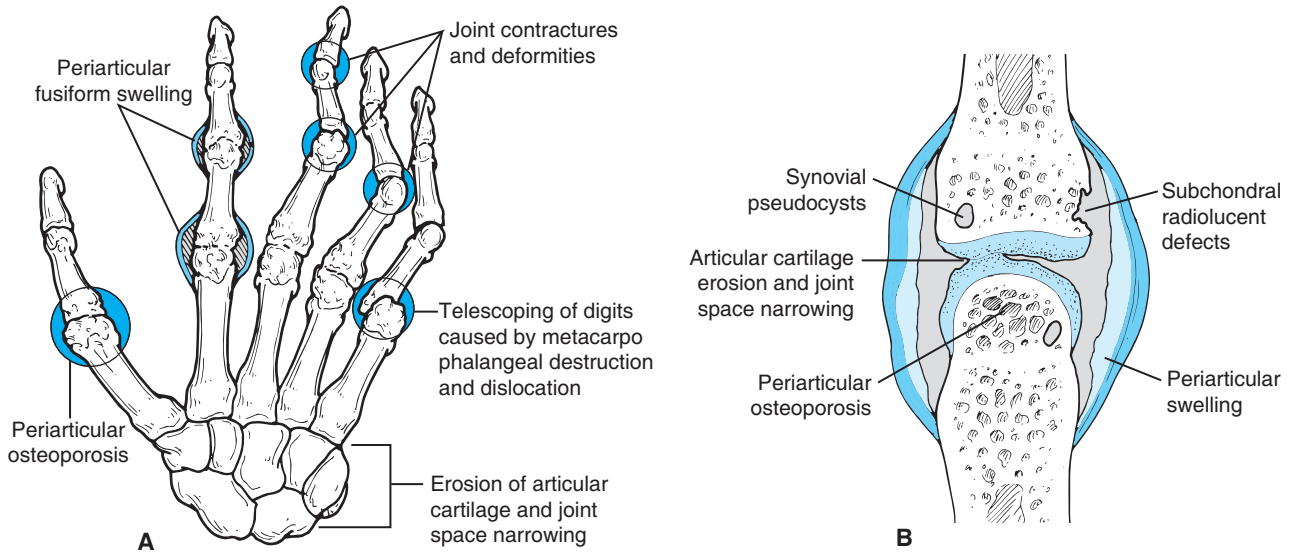 Periarticular
fusiform swelling
Joint contractures
and deformities
Telescoping of digits
caused by metacarpo
phalangeal destruction
and dislocation
Periarticular
osteoporosis
Erosion of articular
cartilage and joint
space narrowing
A
Synovial
pseudocysts
Subchondral
radiolucent
defects
Articular cartilage
erosion and joint
space narrowing
Periarticular
osteoporosis
Periarticular
swelling
B